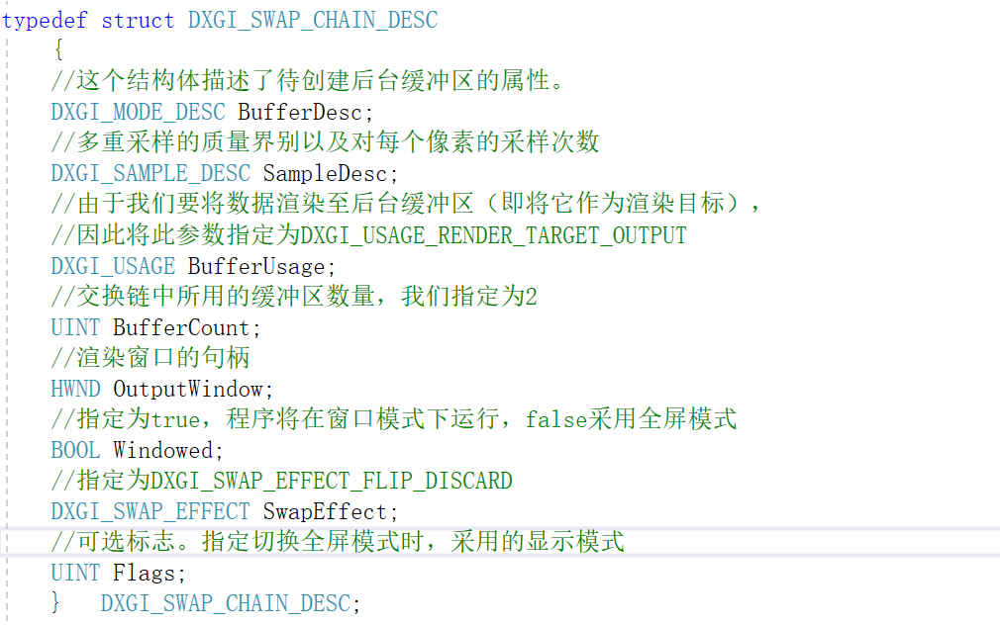 typedef struct DXGI_SWAP_CHAIN_DESC
{
//这个结构体描述了待创建后台缓冲区的属性。
DXGI_MODE_DESC BufferDesc;
//多重采样的质量界别以及对每个像素的采样次数
DXGI_SAMPLE_DESC SampleDesc;
//由于我们要将数据渲染至后台缓冲区（即将它作为渲染目标），
//因此将此参数指定为DXGI_USAGE_RENDER_TARGET_OUTPUT
DXGI_USAGE BufferUsage;
//交换链中所用的缓冲区数量，我们指定为2
UINT BufferCount;
//渲染窗口的句柄
HWND OutputWindow;
//指定为true，程序将在窗口模式下运行，false采用全屏模式
BOOL Windowed;
//指定为DXGI_SWAP_EFFECT_FLIP_DISCARD
DXGI_SWAP_EFFECT SwapEffect;
//可选标志。指定切换全屏模式时，采用的显示模式
UINT Flags;
} DXGI_SWAP_CHAIN_DESC;